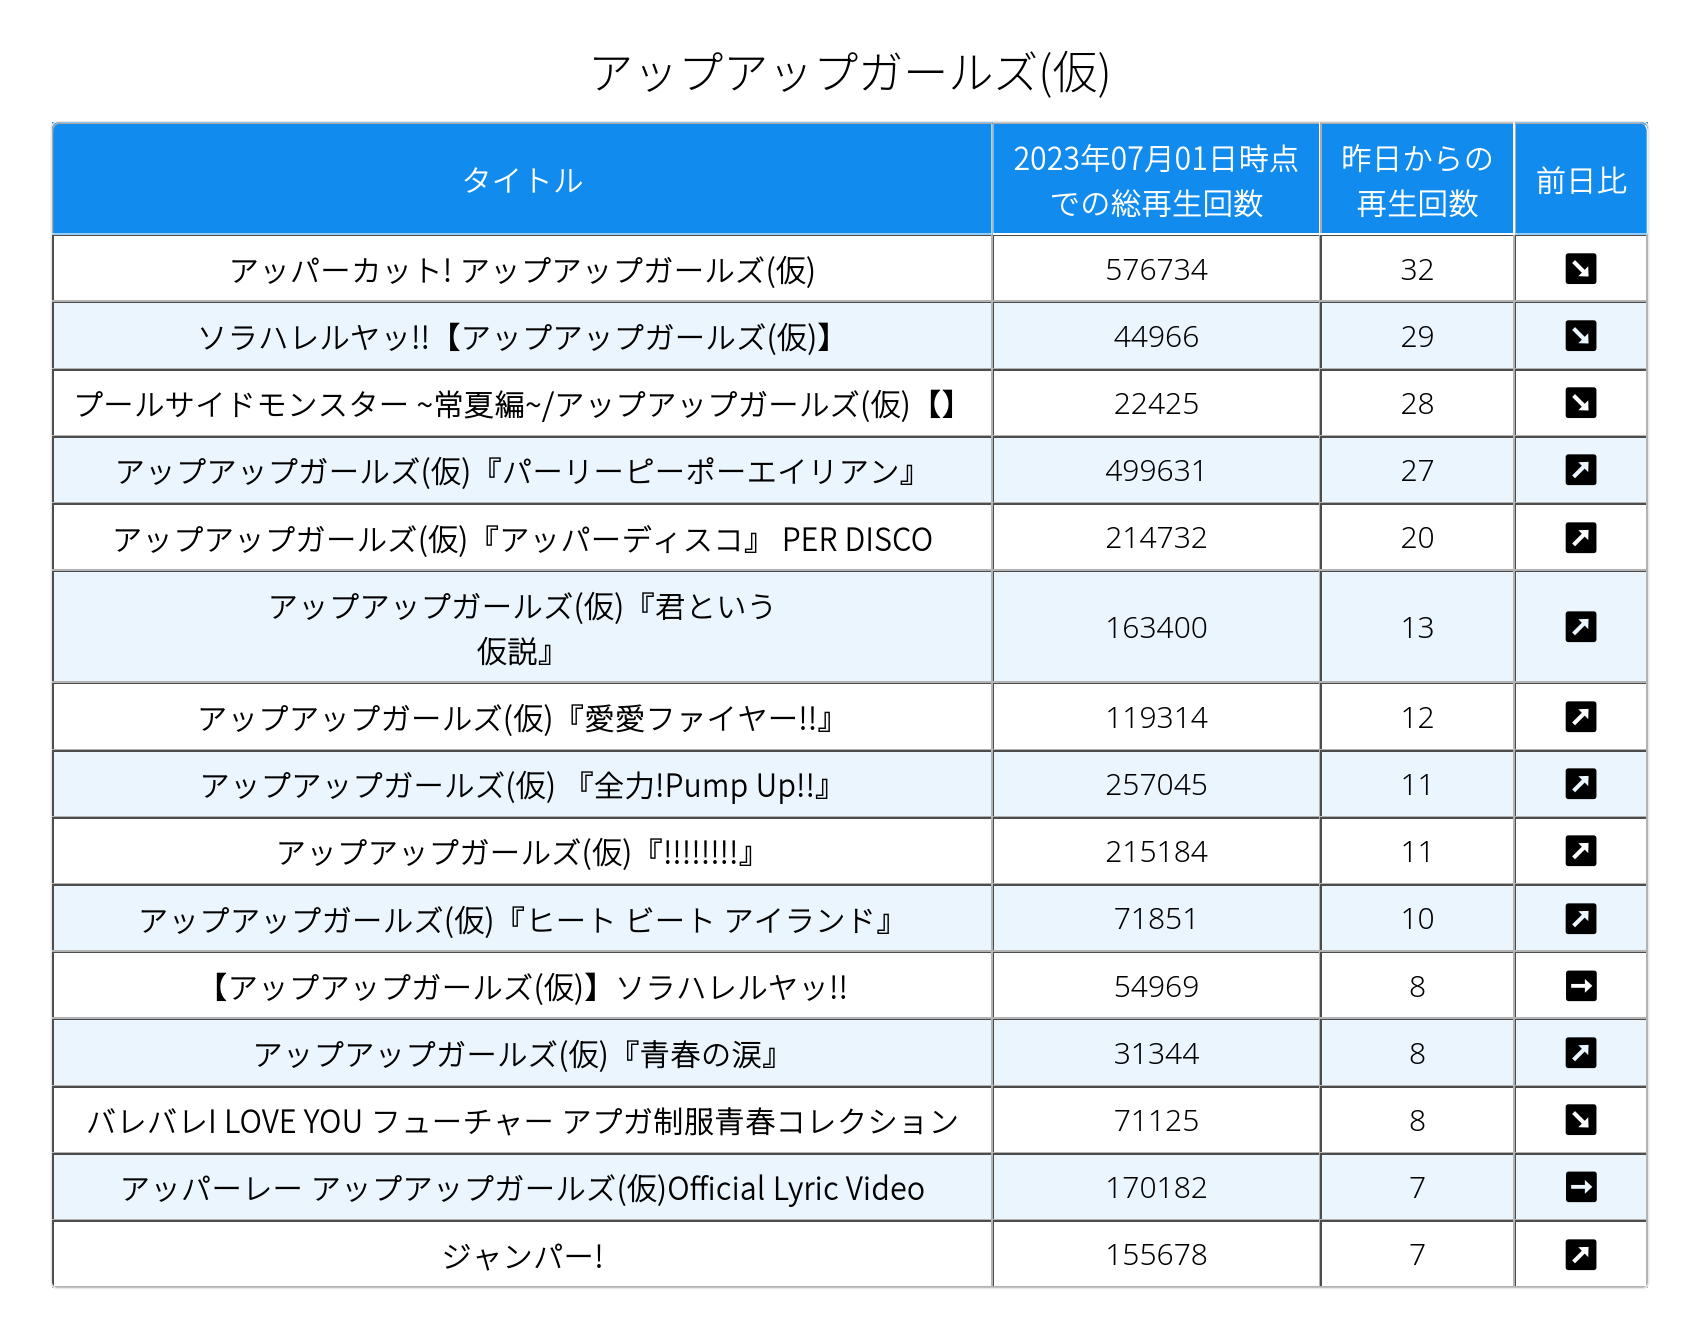 アップアップガールズ(仮)
タイトル
2023年07月01日時点
での総再生回数
昨日からの
再生回数
前日比
アッパーカット! アップアップガールズ(仮) 576734 32 ↘
ソラハレルヤッ!!【アップアップガールズ(仮)】 44966 29 ↘
プールサイドモンスター ~常夏編~/アップアップガールズ(仮)【】 22425 28 ↘
アップアップガールズ(仮)『パーリーピーポーエイリアン』 499631 27 ↗
アップアップガールズ(仮)『アッパーディスコ』 PER DISCO 214732 20 ↗
アップアップガールズ(仮)『君という
仮説』 163400 13 ↗
アップアップガールズ(仮)『愛愛ファイヤー!!』 119314 12 ↗
アップアップガールズ(仮) 『全力!Pump Up!!』 257045 11 ↗
アップアップガールズ(仮)『!!!!!!!!』 215184 11 ↗
アップアップガールズ(仮)『ヒート ビート アイランド』 71851 10 ↗
【アップアップガールズ(仮)】ソラハレルヤッ!! 54969 8 →
アップアップガールズ(仮)『青春の涙』 31344 8 ↗
バレバレI LOVE YOU フューチャー アプガ制服青春コレクション 71125 8 ↘
アッパーレー アップアップガールズ(仮)Official Lyric Video 170182 7 →
ジャンパー! 155678 7 ↗